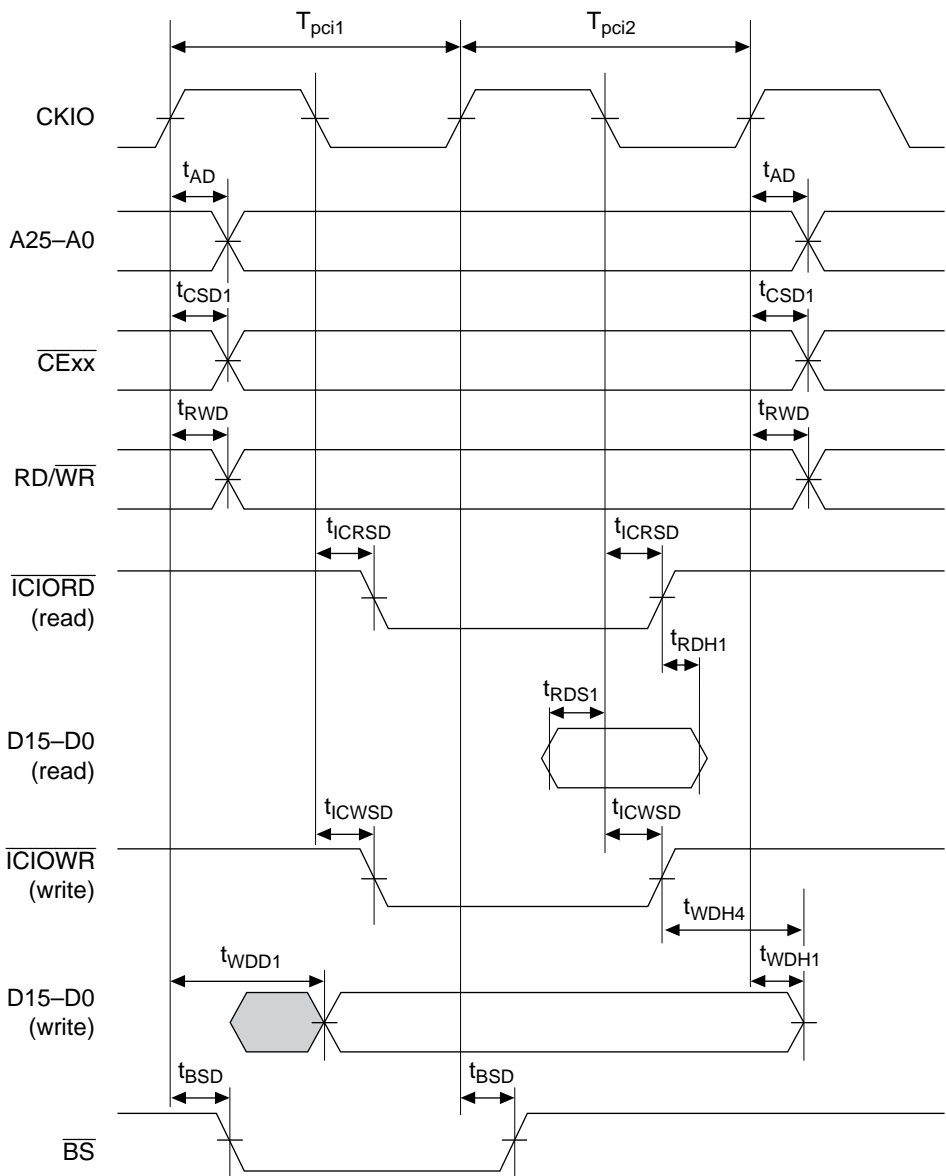 Tpci1 Tpci2
CKIO
tAD tAD
A25–A0
tCSD1 tCSD1
CExx
tRWD tRWD
RD/WR
tICRSD tICRSD
ICIORD
(read)
tRDH1
tRDS1
D15–D0
(read)
tICWSD tICWSD
ICIOWR
(write)
tWDH4
tWDD1 tWDH1
D15–D0
(write)
tBSD tBSD
BS